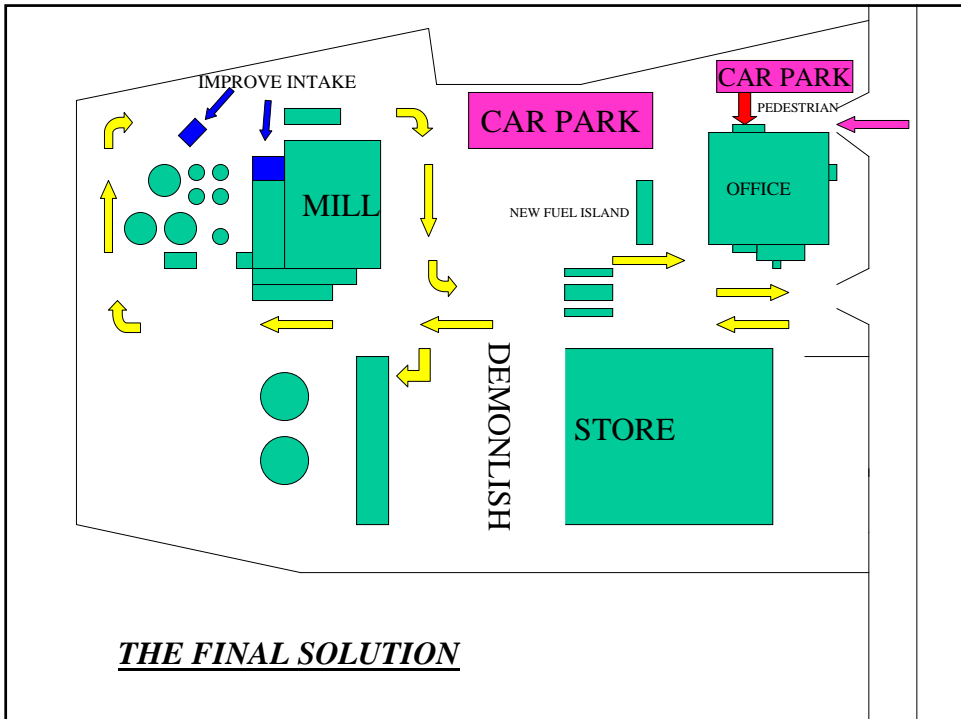 CAR PARK
IMPROVE INTAKE
PEDESTRIAN
CAR PARK
OFFICE
MILL
NEW FUEL ISLAND
DEMONLISH
STORE
THE FINAL SOLUTION